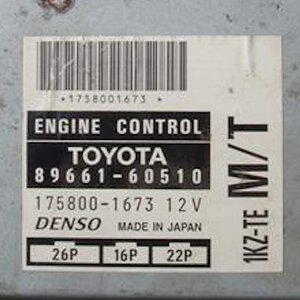 *1758001673*
ENGINE CONTROL
TOYOTA
89661-60510
175800-1673 12V
DENSO MADE IN JAPAN
26P 16P 22P
1KZ-TE M/T